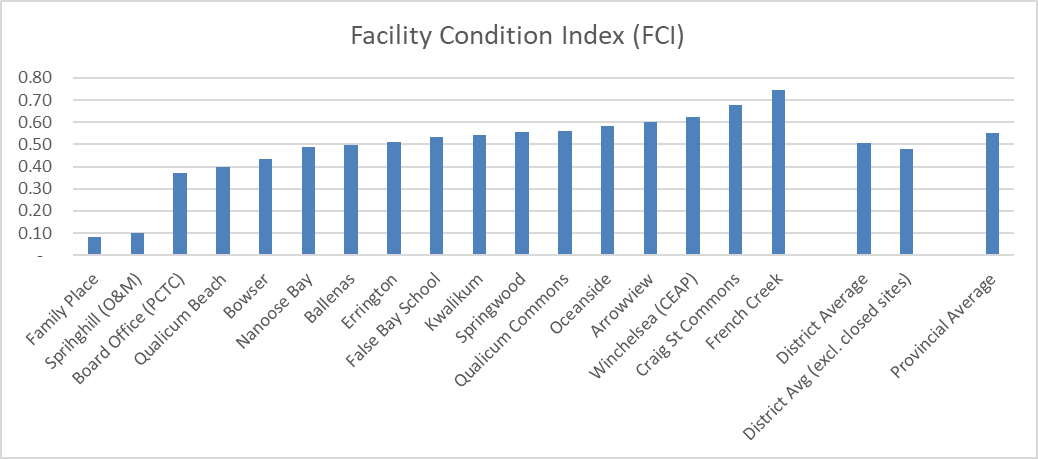 Facility Condition Index (FCI)
0.80
0.70
0.60
0.50
0.40
0.30
0.20
0.10
-
Family Place
Sprihghill (O&M)
Board Office (PCTC)
Qualicum Beach
Bowser
Nanoose Bay
Ballenas
Errington
False Bay School
Kwalikum
Springwood
Qualicum Commons
Oceanside
Arrowview
Winchelsea (CEAP)
Craig St Commons
French Creek
District Average
District Avg (excl. closed sites)
Provincial Average